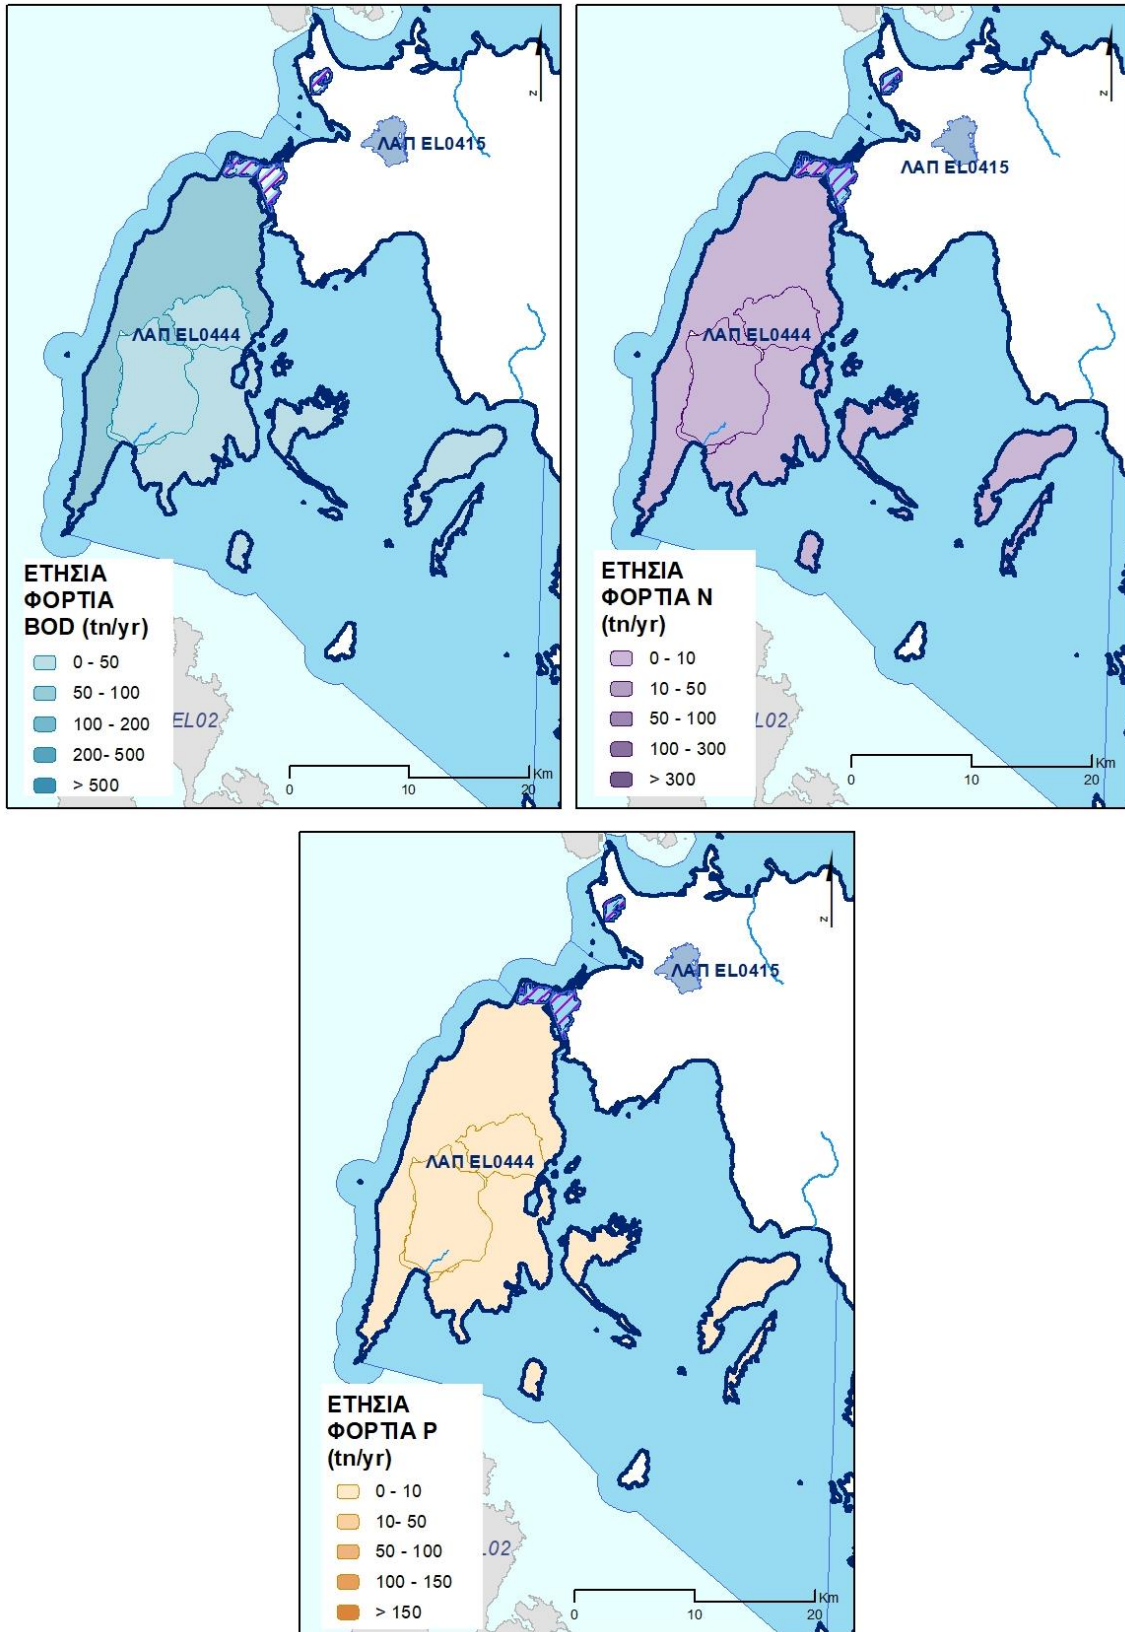 z
ΛΑΠ EL0415
ΛΑΠ EL0444
ΕΤΗΣΙΑ
ΦΟΡΤΙΑ
BOD (tn/yr)
0 - 50
50 - 100
100 - 200
200- 500
> 500
EL02
Km
0
10
20
z
ΛΑΠ EL0415
ΛΑΠ EL0444
ΕΤΗΣΙΑ
ΦΟΡΤΙΑ N
(tn/yr)
0 - 10
10 - 50
50 - 100
100 - 300
> 300
L02
Km
0
10
20
z
ΛΑΠ EL0415
ΛΑΠ EL0444
ΕΤΗΣΙΑ
ΦΟΡΤΙΑ P
(tn/yr)
0 - 10
10- 50
50 - 100
100 - 150
> 150
L02
Km
0
10
20